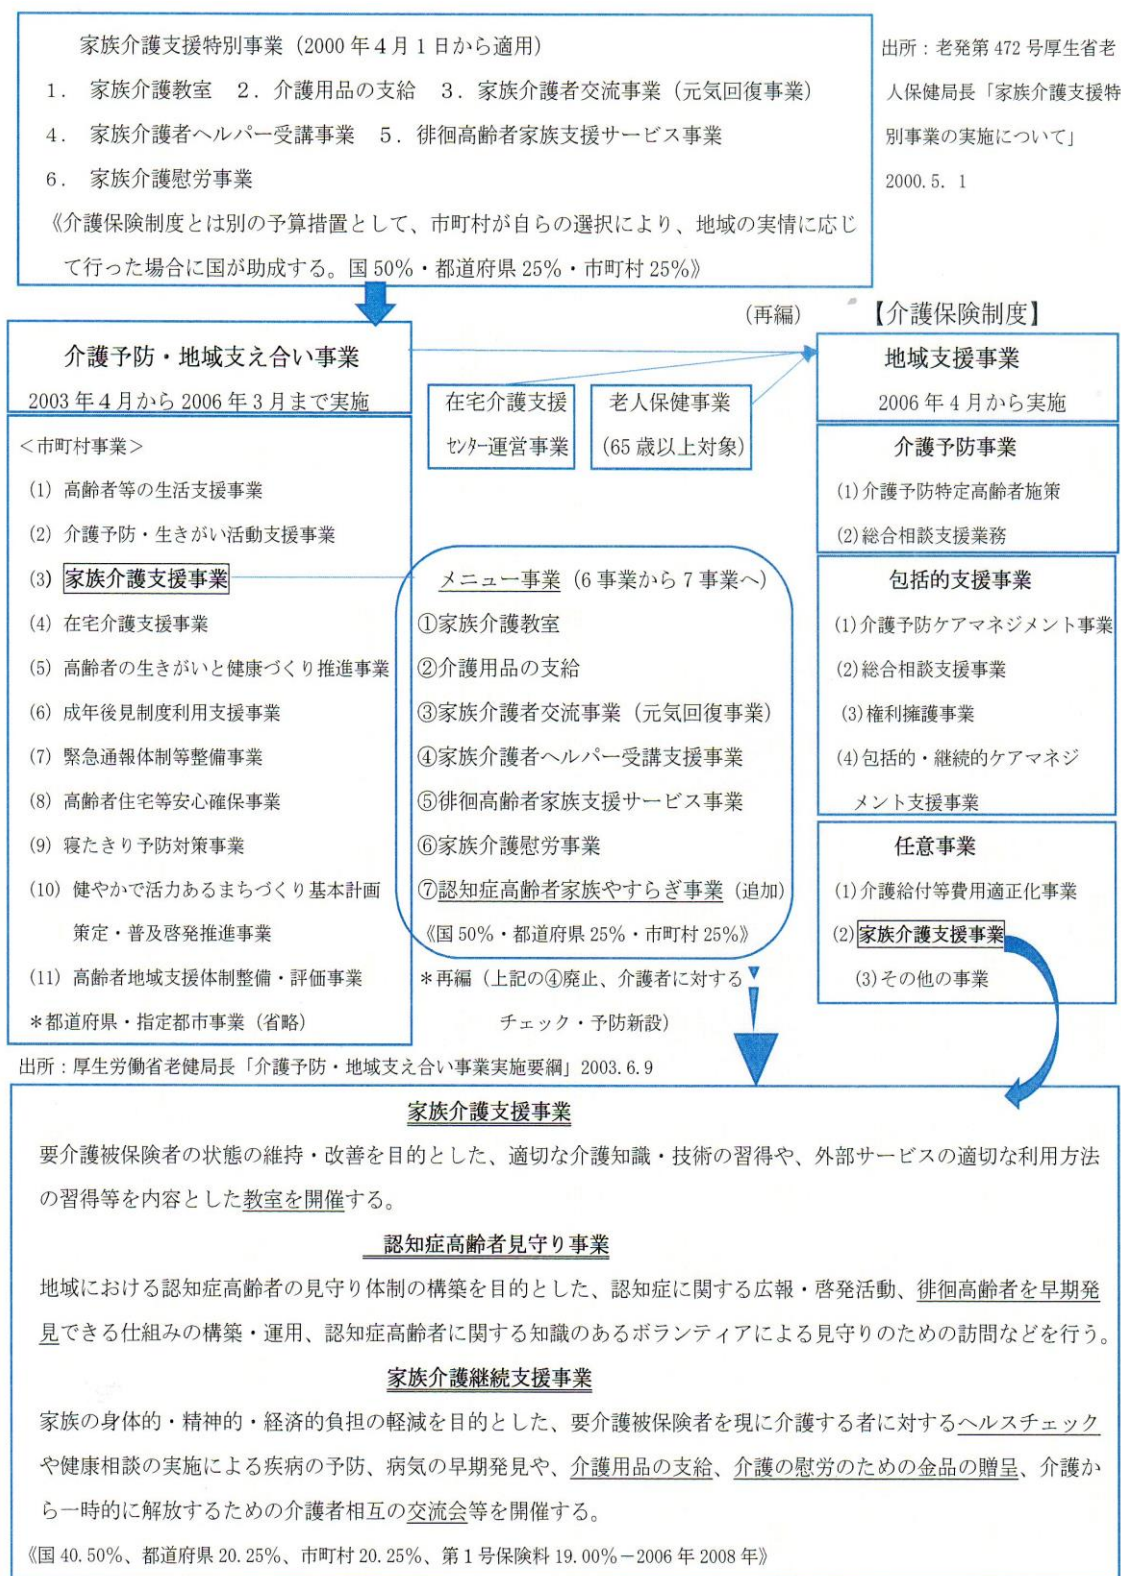 家族介護支援特別事業（2000年4月1日から適用）
1． 家族介護教室 2．介護用品の支給 3．家族介護者交流事業（元気回復事業）
4． 家族介護者ヘルパー受講事業 5．徘徊高齢者家族支援サービス事業
6． 家族介護慰労事業
《介護保険制度とは別の予算措置として、市町村が自らの選択により、地域の実情に応じ
て行った場合に国が助成する。国50％・都道府県25％・市町村25％》
出所：老発第472号厚生省老
人保健局長「家族介護支援特
別事業の実施について」
2000.5. 1
介護予防・地域支え合い事業
2003年4月から2006年3月まで実施
＜市町村事業＞
(1) 高齢者等の生活支援事業
(2) 介護予防・生きがい活動支援事業
(3) 家族介護支援事業
(4) 在宅介護支援事業
(5) 高齢者の生きがいと健康づくり推進事業
(6) 成年後見制度利用支援事業
(7) 緊急通報体制等整備事業
(8) 高齢者住宅等安心確保事業
(9) 寝たきり予防対策事業
(10) 健やかで活力あるまちづくり基本計画
策定・普及啓発推進事業
(11) 高齢者地域支援体制整備・評価事業
＊都道府県・指定都市事業（省略）
(再編)
在宅介護支援
ｾﾝﾀｰ運営事業
老人保健事業
(65歳以上対象)
メニュー事業（6事業から7事業へ）
①家族介護教室
②介護用品の支給
③家族介護者交流事業（元気回復事業）
④家族介護者ヘルパー受講支援事業
⑤徘徊高齢者家族支援サービス事業
⑥家族介護慰労事業
⑦認知症高齢者家族やすらぎ事業（追加）
《国50％・都道府県25％・市町村25％》
＊再編（上記の④廃止、介護者に対する
チェック・予防新設）
【介護保険制度】
地域支援事業
2006年4月から実施
介護予防事業
(1)介護予防特定高齢者施策
(2)総合相談支援業務
包括的支援事業
(1)介護予防ケアマネジメント事業
(2)総合相談支援事業
(3)権利擁護事業
(4)包括的・継続的ケアマネジ
メント支援事業
任意事業
(1)介護給付等費用適正化事業
(2)家族介護支援事業
(3)その他の事業
出所：厚生労働省老健局長「介護予防・地域支え合い事業実施要綱」2003.6.9
家族介護支援事業
要介護被保険者の状態の維持・改善を目的とした、適切な介護知識・技術の習得や、外部サービスの適切な利用方法
の習得等を内容とした教室を開催する。
認知症高齢者見守り事業
地域における認知症高齢者の見守り体制の構築を目的とした、認知症に関する広報・啓発活動、徘徊高齢者を早期発
見できる仕組みの構築・運用、認知症高齢者に関する知識のあるボランティアによる見守りのための訪問などを行う。
家族介護継続支援事業
家族の身体的・精神的・経済的負担の軽減を目的とした、要介護被保険者を現に介護する者に対するヘルスチェック
や健康相談の実施による疾病の予防、病気の早期発見や、介護用品の支給、介護の慰労のための金品の贈呈、介護か
ら一時的に解放するための介護者相互の交流会等を開催する。
《国40.50％、都道府県20.25％、市町村20.25％、第1号保険料19.00％－2006年2008年》